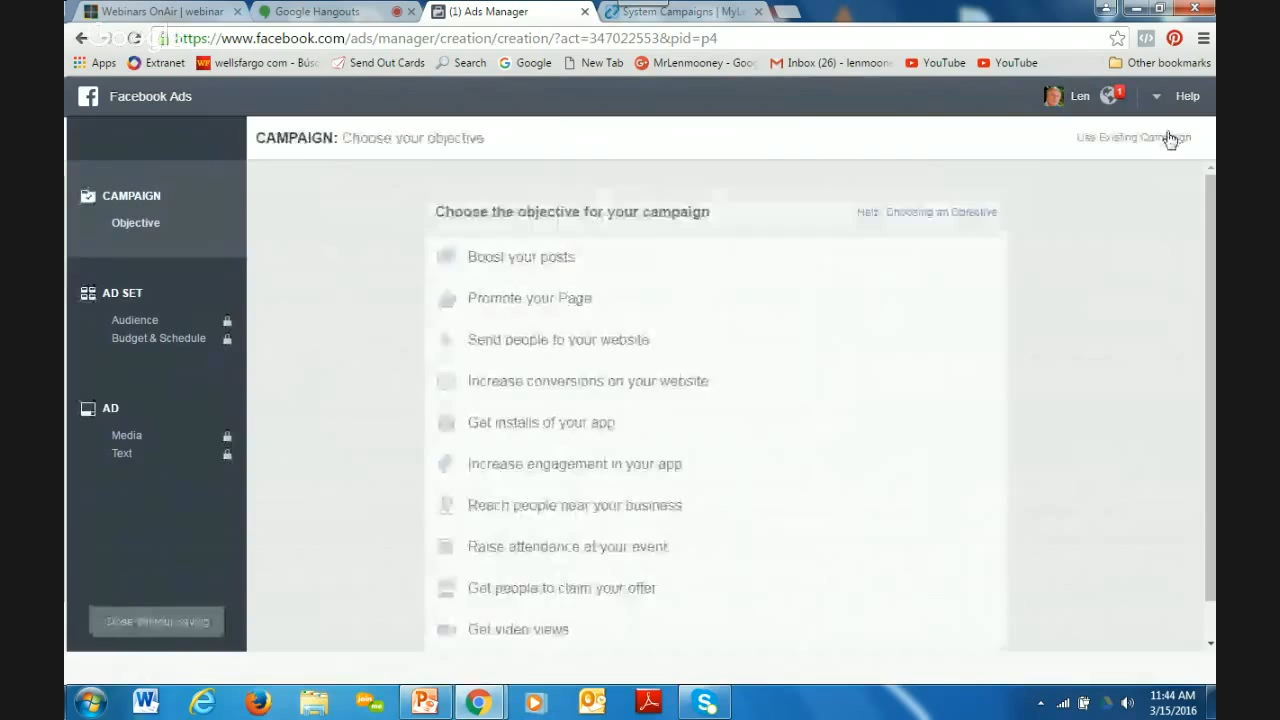 Webinars OnAir | webinar
Google Hangouts
(1) Ads Manager
System Campaigns | MyLe
https://www.facebook.com/ads/manager/creation/creation/?act=347022553&pid=p4
Apps
Extranet
wellsfargo com - Búsc
Send Out Cards
Search
Google
New Tab
MrLenmooney - Goo
Inbox (26) - lenmoon
YouTube
YouTube
Other bookmarks
Facebook Ads
Len
1
Help
CAMPAIGN: Choose your objective
Use Existing Campaign
CAMPAIGN
Objective
AD SET
Audience
Budget & Schedule
AD
Media
Text
Close without saving
Choose the objective for your campaign
Help: Choosing an Objective
Boost your posts
Promote your Page
Send people to your website
Increase conversions on your website
Get installs of your app
Increase engagement in your app
Reach people near your business
Raise attendance at your event
Get people to claim your offer
Get video views
11:44 AM
3/15/2016